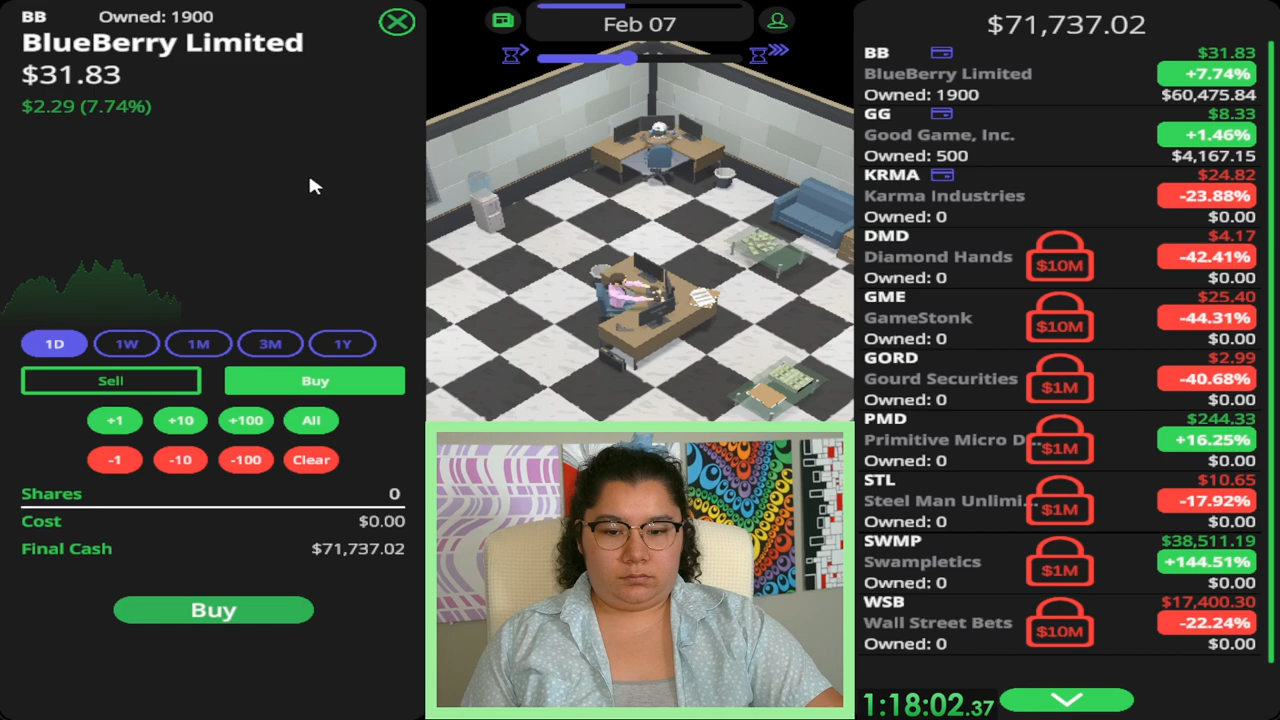 BB Owned: 1900
BlueBerry Limited
$31.83
$2.29 (7.74%)
1D 1W 1M 3M 1Y
Sell Buy
+1 +10 +100 All
-1 -10 -100 Clear
Shares 0
Cost $0.00
Final Cash $71,737.02
Buy
Feb 07
$71,737.02
BB $31.83
BlueBerry Limited +7.74%
Owned: 1900 $60,475.84
GG $8.33
Good Game, Inc. +1.46%
Owned: 500 $4,167.15
KRMA $24.82
Karma Industries -23.88%
Owned: 0 $0.00
DMD $4.17
Diamond Hands $10M -42.41%
Owned: 0 $0.00
GME $25.40
GameStonk $10M -44.31%
Owned: 0 $0.00
GORD $2.99
Gourd Securities $1M -40.68%
Owned: 0 $0.00
PMD $244.33
Primitive Micro D... $1M +16.25%
Owned: 0 $0.00
STL $10.65
Steel Man Unlimi... $1M -17.92%
Owned: 0 $0.00
SWMP $38,511.19
Swampletics $1M +144.51%
Owned: 0 $0.00
WSB $17,400.30
Wall Street Bets $10M -22.24%
Owned: 0 $0.00
1:18:02.37